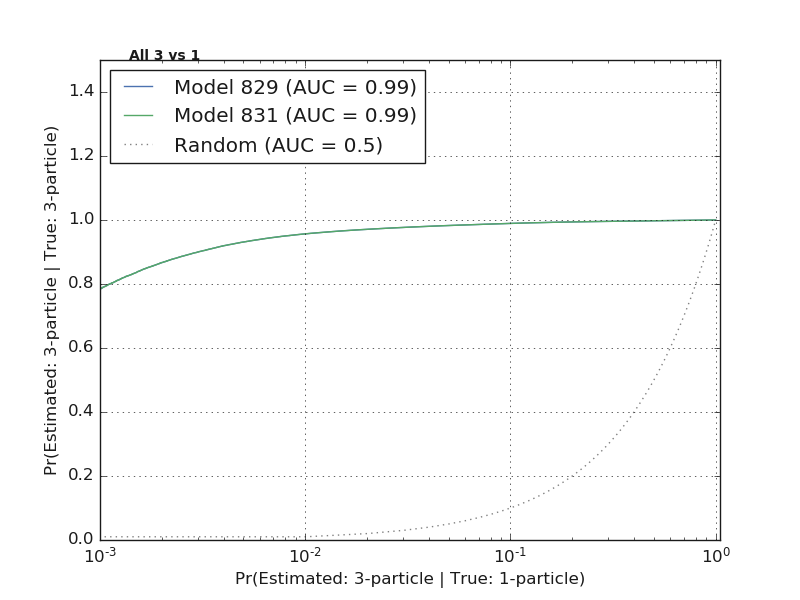 All 3 vs 1
Model 829 (AUC = 0.99)
Model 831 (AUC = 0.99)
Random (AUC = 0.5)
Pr(Estimated: 3-particle | True: 3-particle)
1.4
1.2
1.0
0.8
0.6
0.4
0.2
0.0
10⁻³ 10⁻² 10⁻¹ 10⁰
Pr(Estimated: 3-particle | True: 1-particle)